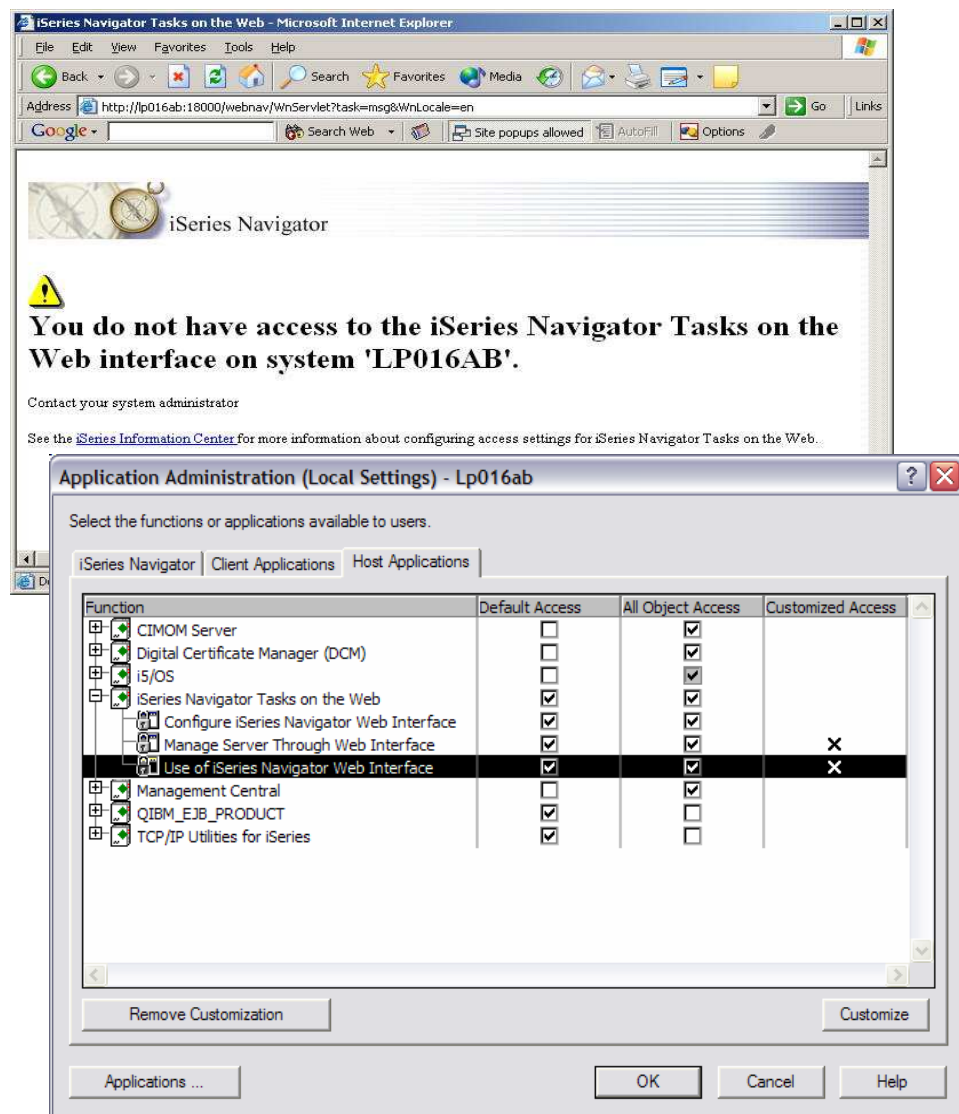 iSeries Navigator Tasks on the Web - Microsoft Internet Explorer
File Edit View Favorites Tools Help
Back Search Favorites Media
Address http://lp016ab:18000/webnav/WnServlet?task=msg&WnLocale=en Go Links
Google Search Web Site popups allowed AutoFill Options
iSeries Navigator
You do not have access to the iSeries Navigator Tasks on the
Web interface on system 'LP016AB'.
Contact your system administrator
See the iSeries Information Center for more information about configuring access settings for iSeries Navigator Tasks on the Web.
Application Administration (Local Settings) - Lp016ab
Select the functions or applications available to users.
iSeries Navigator Client Applications Host Applications
Function Default Access All Object Access Customized Access
CIMOM Server
Digital Certificate Manager (DCM)
i5/OS
iSeries Navigator Tasks on the Web
Configure iSeries Navigator Web Interface
Manage Server Through Web Interface
Use of iSeries Navigator Web Interface
Management Central
QIBM_EJB_PRODUCT
TCP/IP Utilities for iSeries
Remove Customization Customize
Applications ... OK Cancel Help